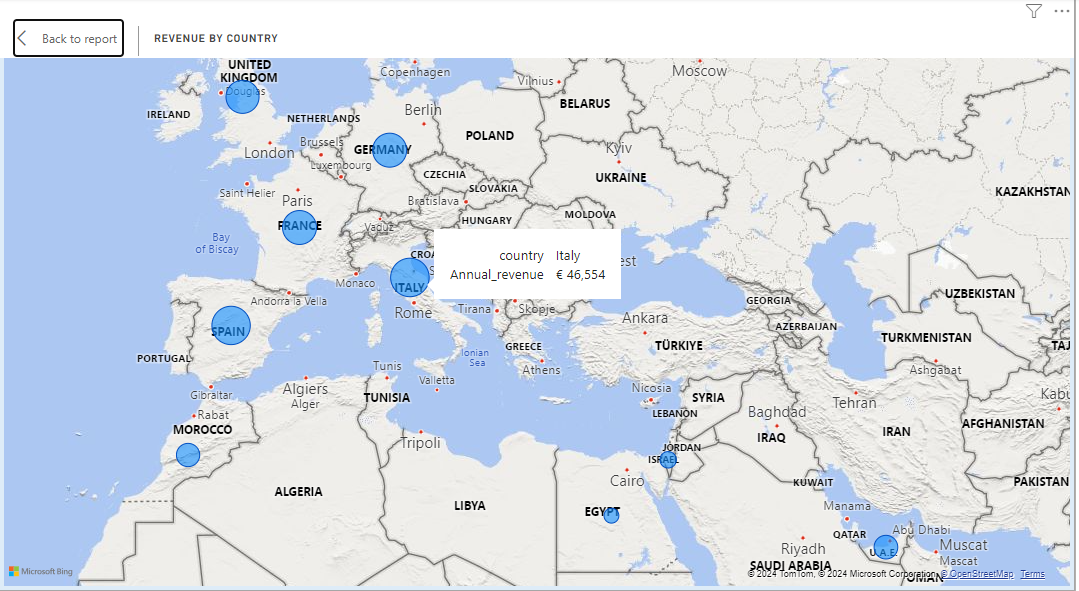 Back to report
REVENUE BY COUNTRY
UNITED
KINGDOM
Douglas
Copenhagen
Vilnius
Moscow
IRELAND
NETHERLANDS
Berlin
BELARUS
London
Brussels
GERMANY
POLAND
Kyiv
Luxembourg
CZECHIA
UKRAINE
Saint Helier
Paris
SLOVAKIA
KAZAKHSTAN
Bratislava
FRANCE
Vaduz
HUNGARY
MOLDOVA
Bay
of Biscay
CROA
country Italy
Annual_revenue € 46,554
est
S
Monaco
ITALY
Andorra la Vella
Rome
Tirana
Skopje
GEORGIA
UZBEKISTAN
SPAIN
Ankara
AZERBAIJAN
TURKMENISTAN
PORTUGAL
Ionian
Sea
GREECE
TÜRKIYE
TAJ
Tunis
Athens
Ashgabat
Gibraltar
Algiers
Alger
Valletta
Nicosia
Kabu
TUNISIA
SYRIA
Rabat
LEBANON
Baghdad
Tehran
MOROCCO
AFGHANISTAN
Tripoli
IRAQ
IRAN
JORDAN
ISRAEL
ALGERIA
LIBYA
Cairo
KUWAIT
PAKISTAN
EGYPT
Manama
QATAR
Abu Dhabi
Riyadh
U.A.E.
Muscat
Mascat
SAUDI ARABIA
OMAN
Microsoft Bing
© 2024 TomTom, © 2024 Microsoft Corporation, © OpenStreetMap Terms